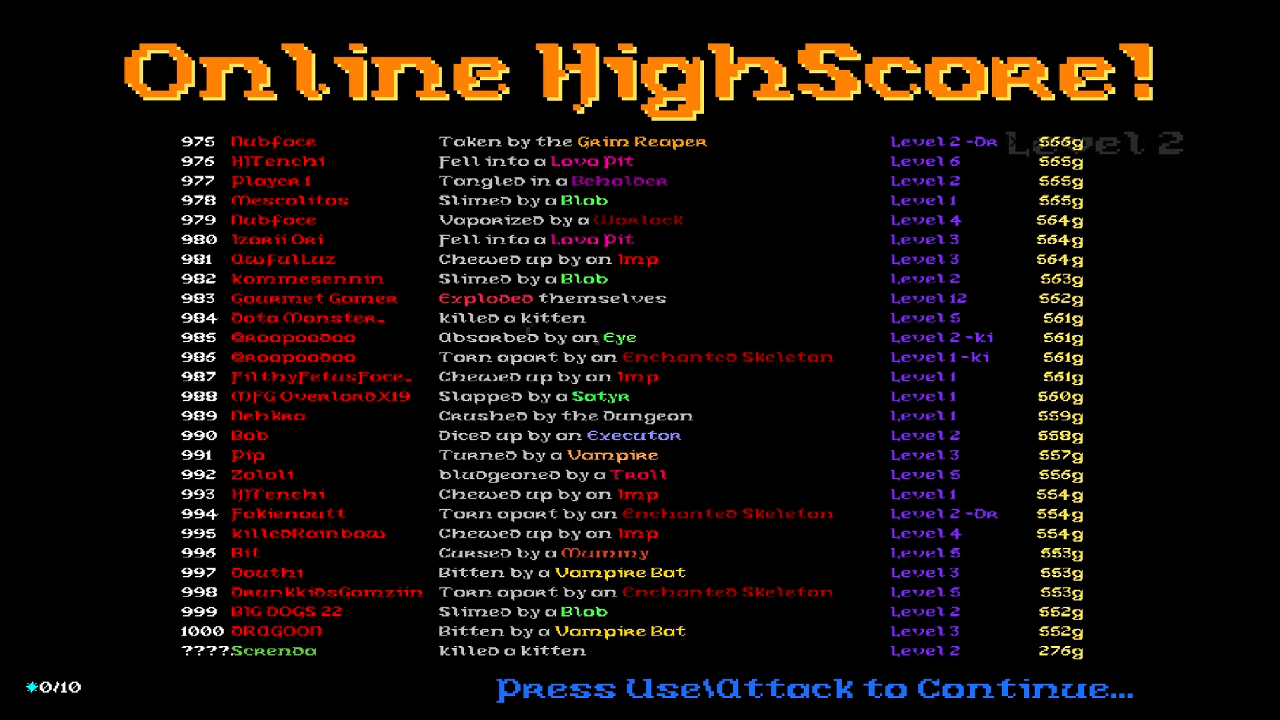 Online HighScore!
Level 2
975 Nubface Taken by the Grim Reaper Level 2 -Dr 566g
976 HJTenchi Fell into a Lava Pit Level 6 565g
977 Player 1 Tangled in a Beholder Level 2 565g
978 Mescalitas Slimed by a Blob Level 1 565g
979 Nubface Vaporized by a Warlock Level 4 564g
980 Izarii Ori Fell into a Lava Pit Level 3 564g
981 AwfulLuz Chewed up by an Imp Level 3 564g
982 kommesennin Slimed by a Blob Level 2 563g
983 Gourmet Gamer Exploded themselves Level 12 562g
984 Data Monster_ killed a kitten Level 5 561g
985 @raapaadaa absorbed by an Eye Level 2 -ki 561g
986 @raapaadaa Torn apart by an Enchanted Skeleton Level 1 -ki 561g
987 FilthyFetusFace_ Chewed up by an Imp Level 1 561g
988 MFG OverlordX19 Slapped by a Satyr Level 1 560g
989 Nehkra Crushed by the Dungeon Level 1 559g
990 Bob Diced up by an Executor Level 2 558g
991 Pip Turned by a Vampire Level 3 557g
992 Zaloli bludgeoned by a Troll Level 5 556g
993 HJTenchi Chewed up by an Imp Level 1 554g
994 Fokienautt Torn apart by an Enchanted Skeleton Level 2 -Dr 554g
995 killedRainbow Chewed up by an Imp Level 4 554g
996 Cursed by a Mummy Level 5 553g
997 Bitten by a Vampire Bat Level 3 553g
998 DrunkkidsGamziin Torn apart by an Enchanted Skeleton Level 5 553g
999 BIG DOGS 22 Slimed by a Blob Level 2 552g
1000 DRAGOON Bitten by a Vampire Bat Level 3 552g
????. Screnda killed a kitten Level 2 276g
0/10
Press Use\Attack to Continue...